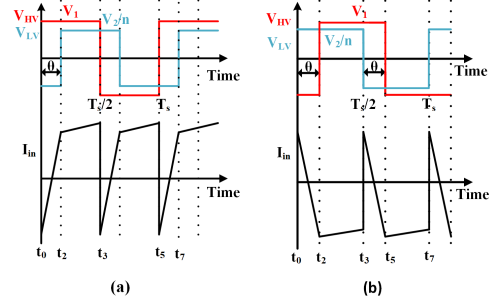 V_HV V_1 V_2/n
V_LV
θ
Time
T_s/2 T_s
I_in
Time
t_0 t_2 t_3 t_5 t_7
(a)
V_HV V_1
V_LV V_2/n
θ θ
Time
T_s/2 T_s
I_in
Time
t_0 t_2 t_3 t_5 t_7
(b)